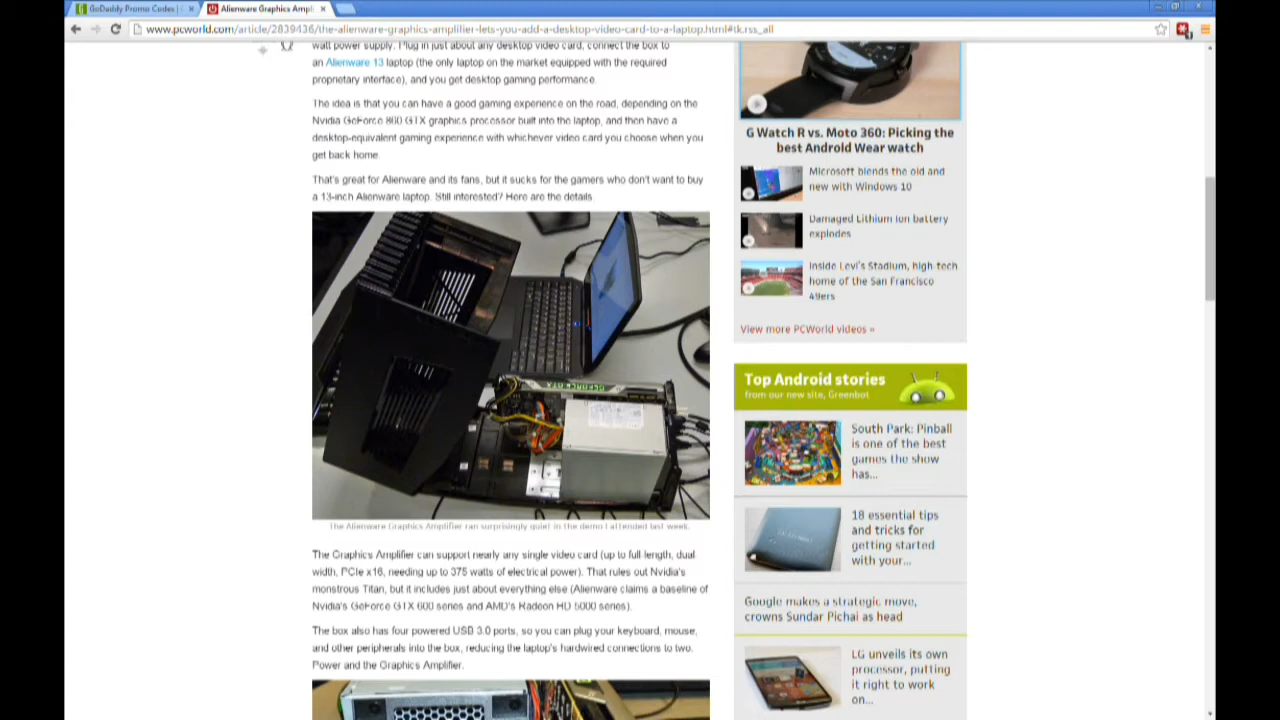 GoDaddy Promo Codes |
Alienware Graphics Ampl
www.pcworld.com/article/2839436/the-alienware-graphics-amplifier-lets-you-add-a-desktop-video-card-to-a-laptop.html#tk.rss_all
watt power supply. Plug in just about any desktop video card, connect the box to
an Alienware 13 laptop (the only laptop on the market equipped with the required
proprietary interface), and you get desktop gaming performance.
The idea is that you can have a good gaming experience on the road, depending on the
Nvidia GeForce 860 GTX graphics processor built into the laptop, and then have a
desktop-equivalent gaming experience with whichever video card you choose when you
get back home.
That's great for Alienware and its fans, but it sucks for the gamers who don't want to buy
a 13-inch Alienware laptop. Still interested? Here are the details.
GEFORCE GTX
The Alienware Graphics Amplifier ran surprisingly quiet in the demo I attended last week.
The Graphics Amplifier can support nearly any single video card (up to full length, dual
width, PCIe x16, needing up to 375 watts of electrical power). That rules out Nvidia's
monstrous Titan, but it includes just about everything else (Alienware claims a baseline of
Nvidia's GeForce GTX 600 series and AMD's Radeon HD 5000 series).
The box also has four powered USB 3.0 ports, so you can plug your keyboard, mouse,
and other peripherals into the box, reducing the laptop's hardwired connections to two.
Power and the Graphics Amplifier.
G Watch R vs. Moto 360: Picking the
best Android Wear watch
Microsoft blends the old and
new with Windows 10
Damaged Lithium Ion battery
explodes
Inside Levi's Stadium, high tech
home of the San Francisco
49ers
View more PCWorld videos »
Top Android stories
from our new site, Greenbot
South Park: Pinball
is one of the best
games the show
has...
18 essential tips
and tricks for
getting started
with your...
Google makes a strategic move,
crowns Sundar Pichai as head
LG unveils its own
processor, putting
it right to work
on...